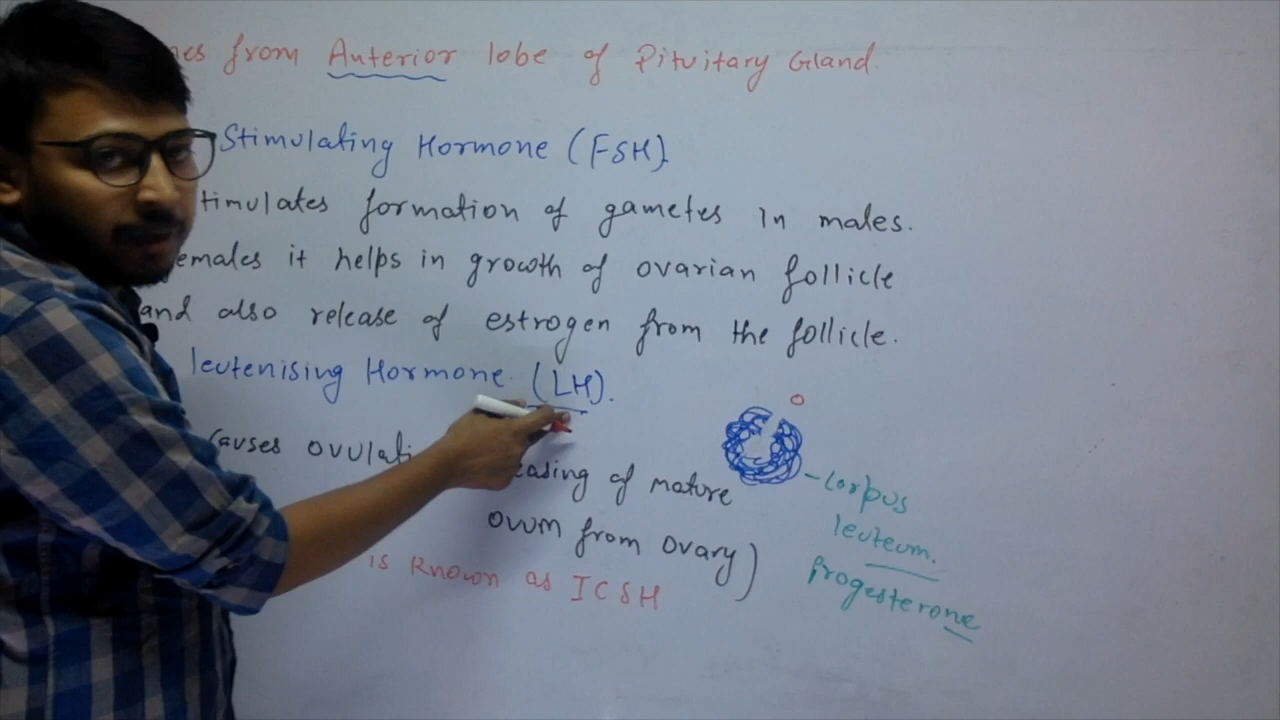 from Anterior lobe of Pituitary Gland
Stimulating Hormone (FSH)
timulates formation of gametes in males.
emales it helps in growth of ovarian follicle
and also release of estrogen from the follicle.
leutenising Hormone (LH).
causes ovulati easing of mature
ovum from ovary)
is known as ICSH
corpus
leuteum.
Progesterone